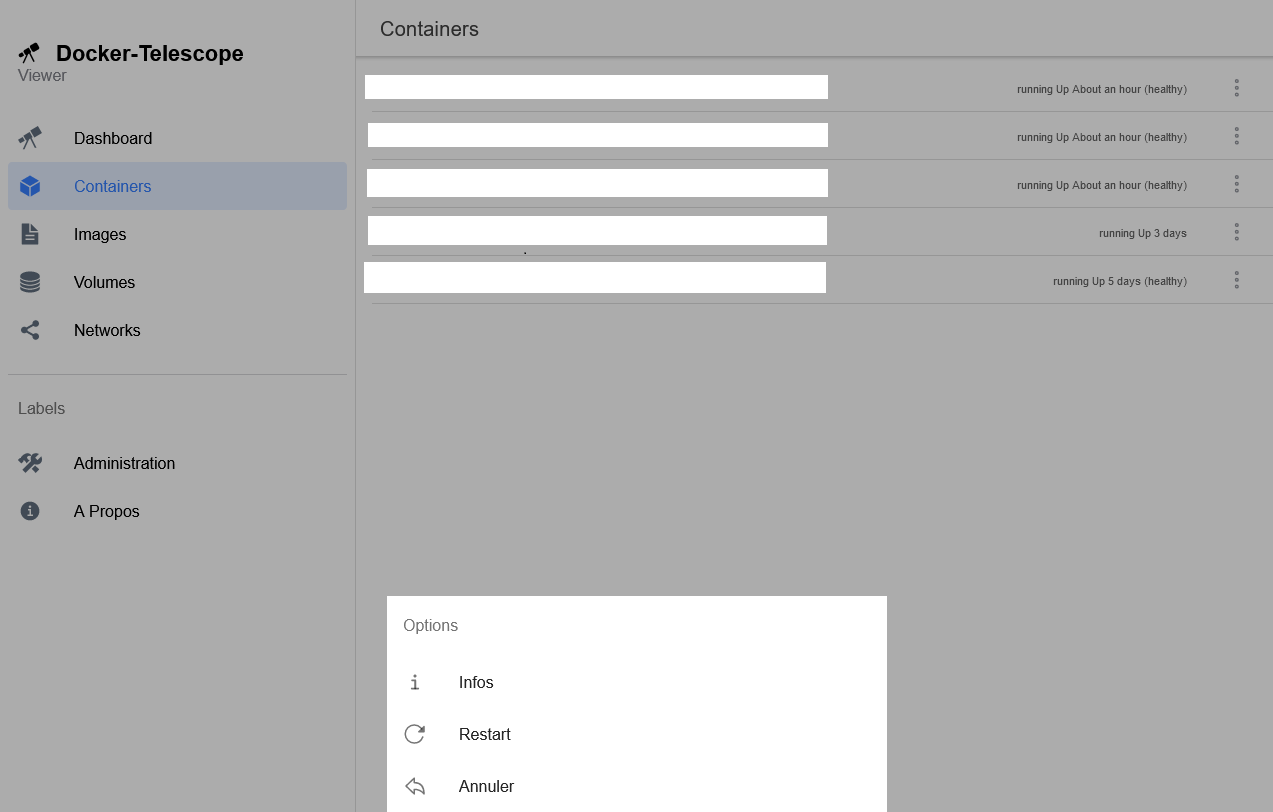 Docker-Telescope
Viewer
Dashboard
Containers
Images
Volumes
Networks
Labels
Administration
A Propos
Containers
running Up About an hour (healthy)
running Up About an hour (healthy)
running Up About an hour (healthy)
running Up 3 days
running Up 5 days (healthy)
Options
Infos
Restart
Annuler